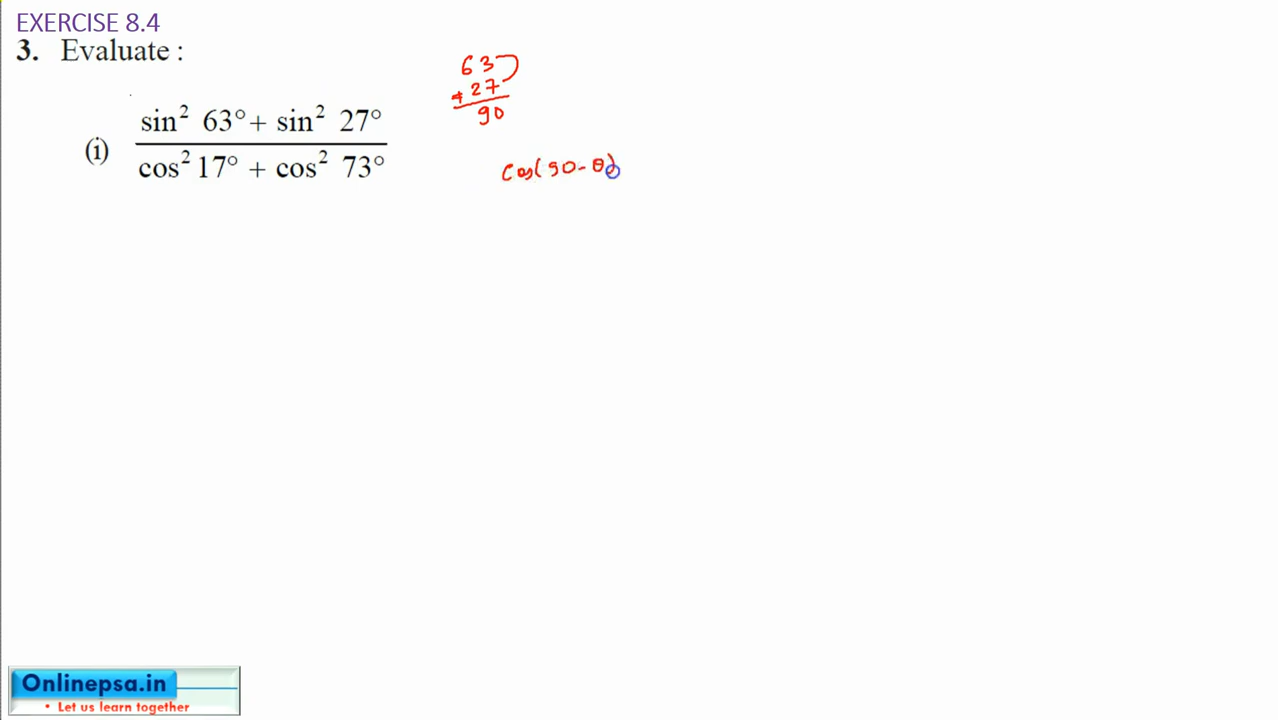 EXERCISE 8.4
3. Evaluate :
(i) sin² 63° + sin² 27°
cos² 17° + cos² 73°
63
+ 27
90
cos(90-θ)
Onlinepsa.in
• Let us learn together